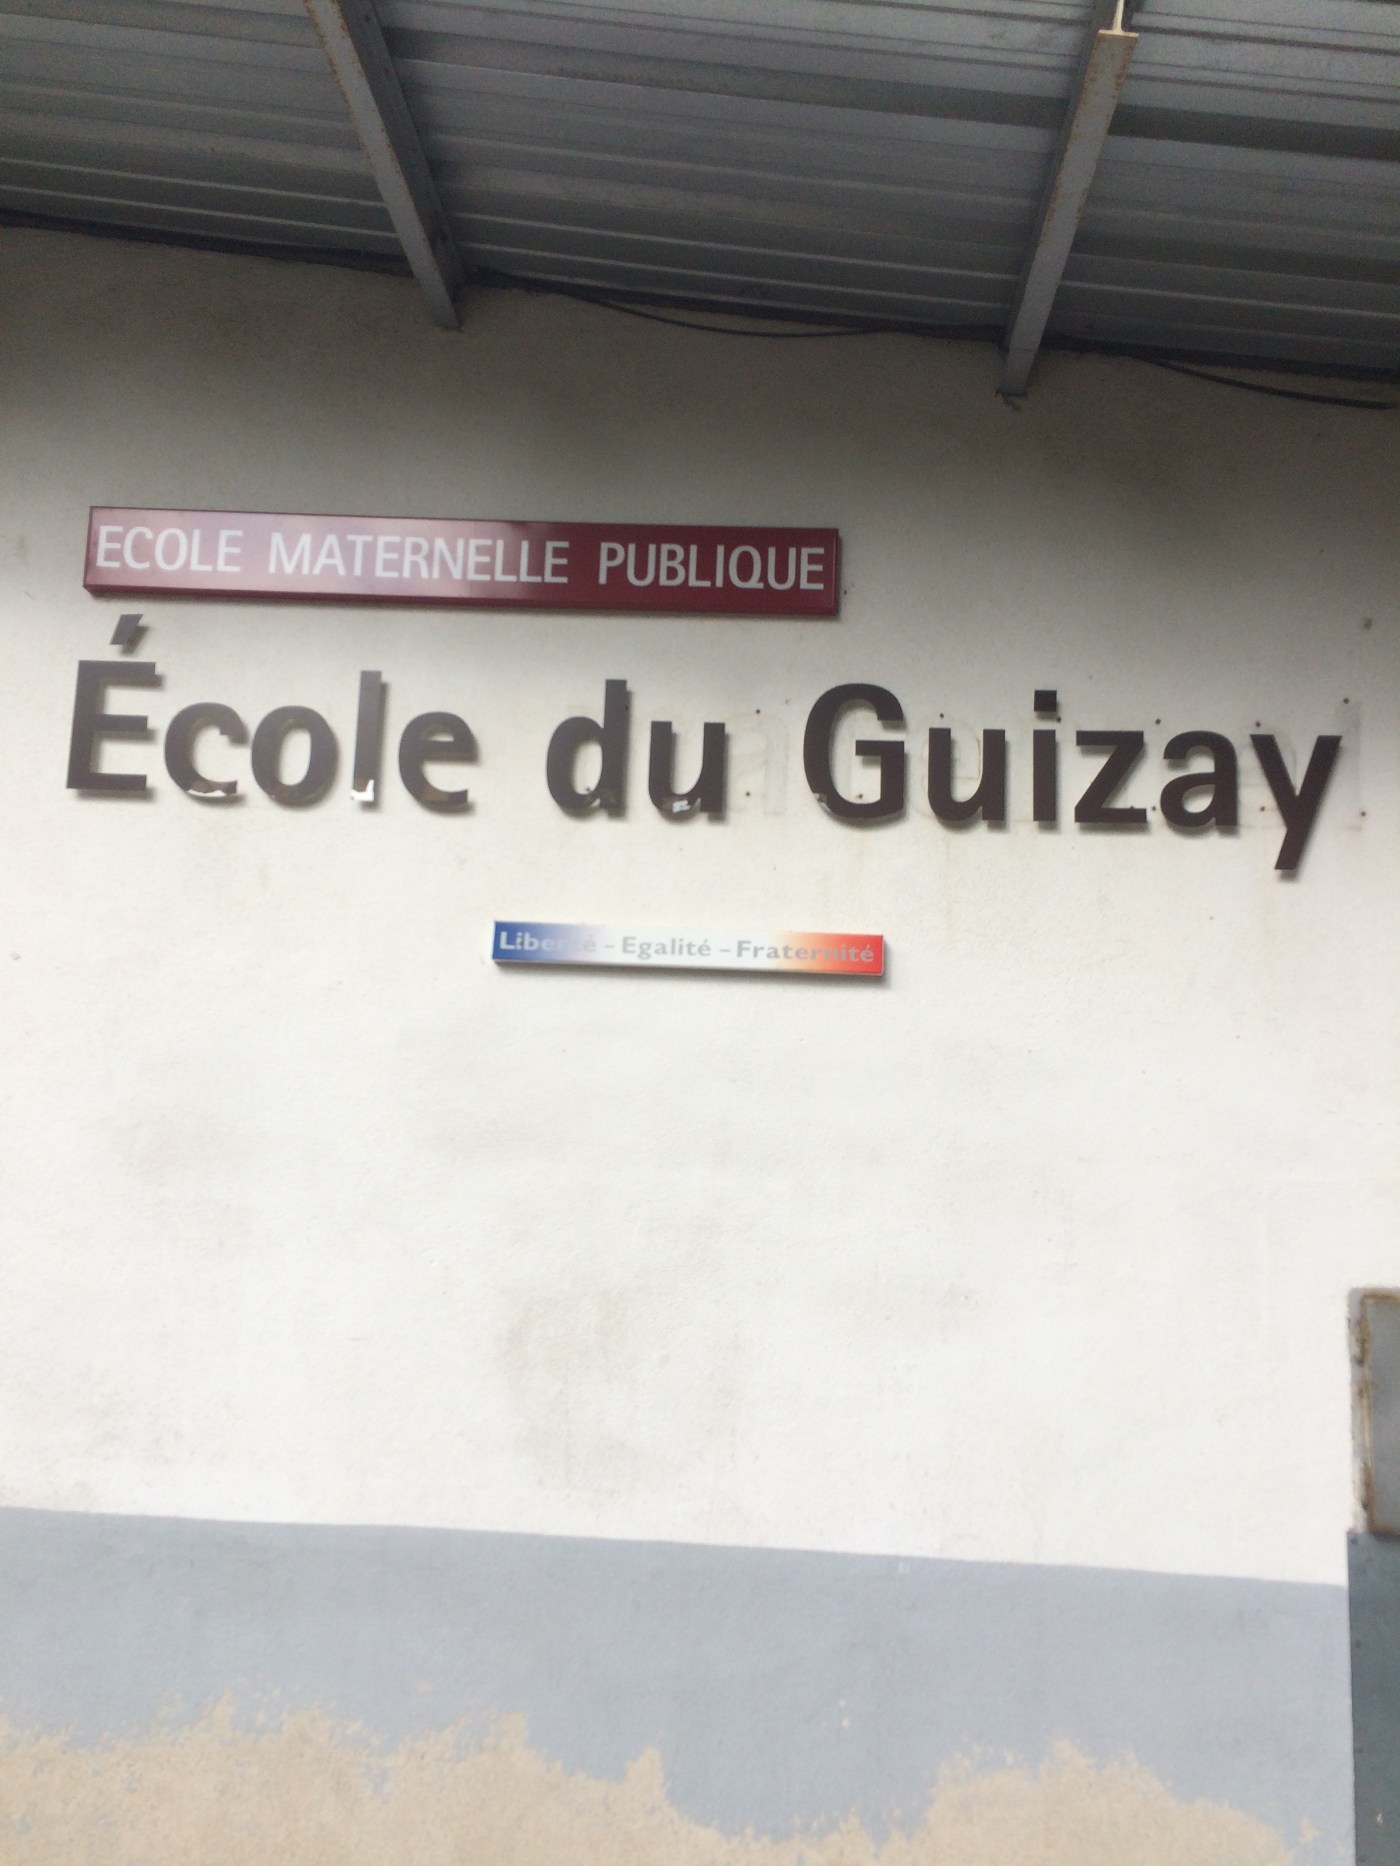 ECOLE MATERNELLE PUBLIQUE
École du Guizay
Liberté - Egalité - Fraternité